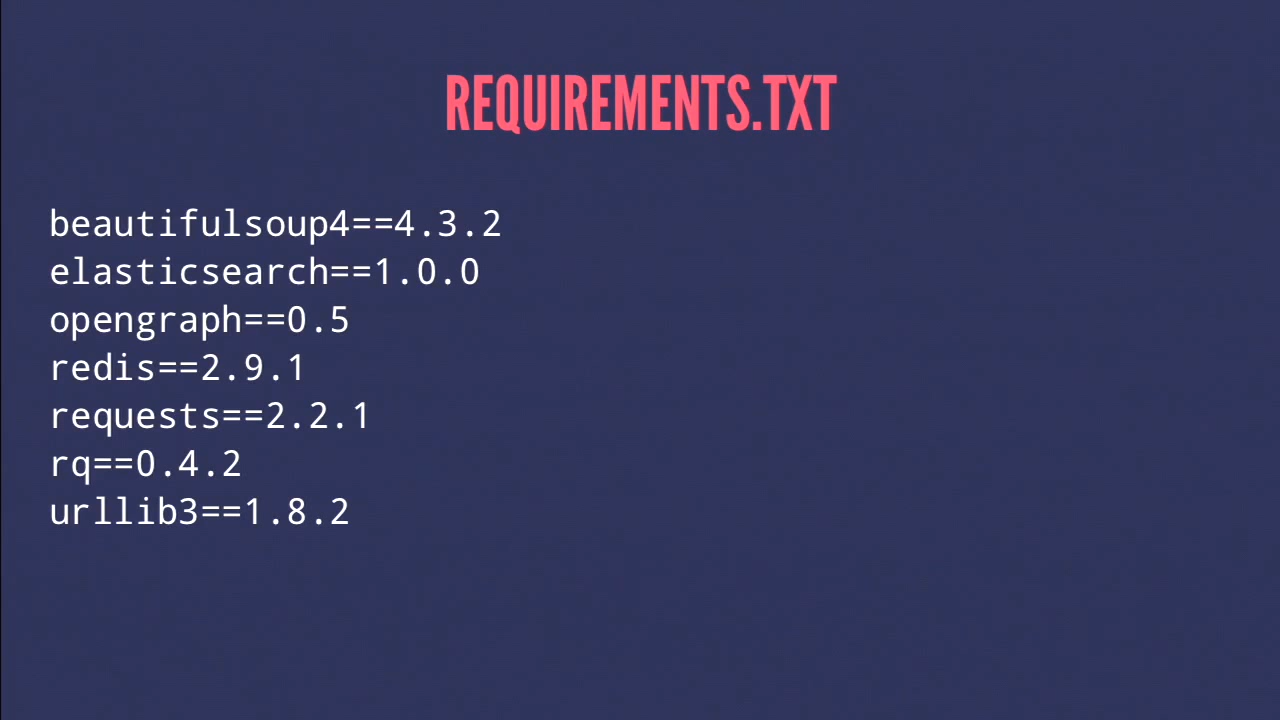 REQUIREMENTS.TXT
beautifulsoup4==4.3.2
elasticsearch==1.0.0
opengraph==0.5
redis==2.9.1
requests==2.2.1
rq==0.4.2
urllib3==1.8.2